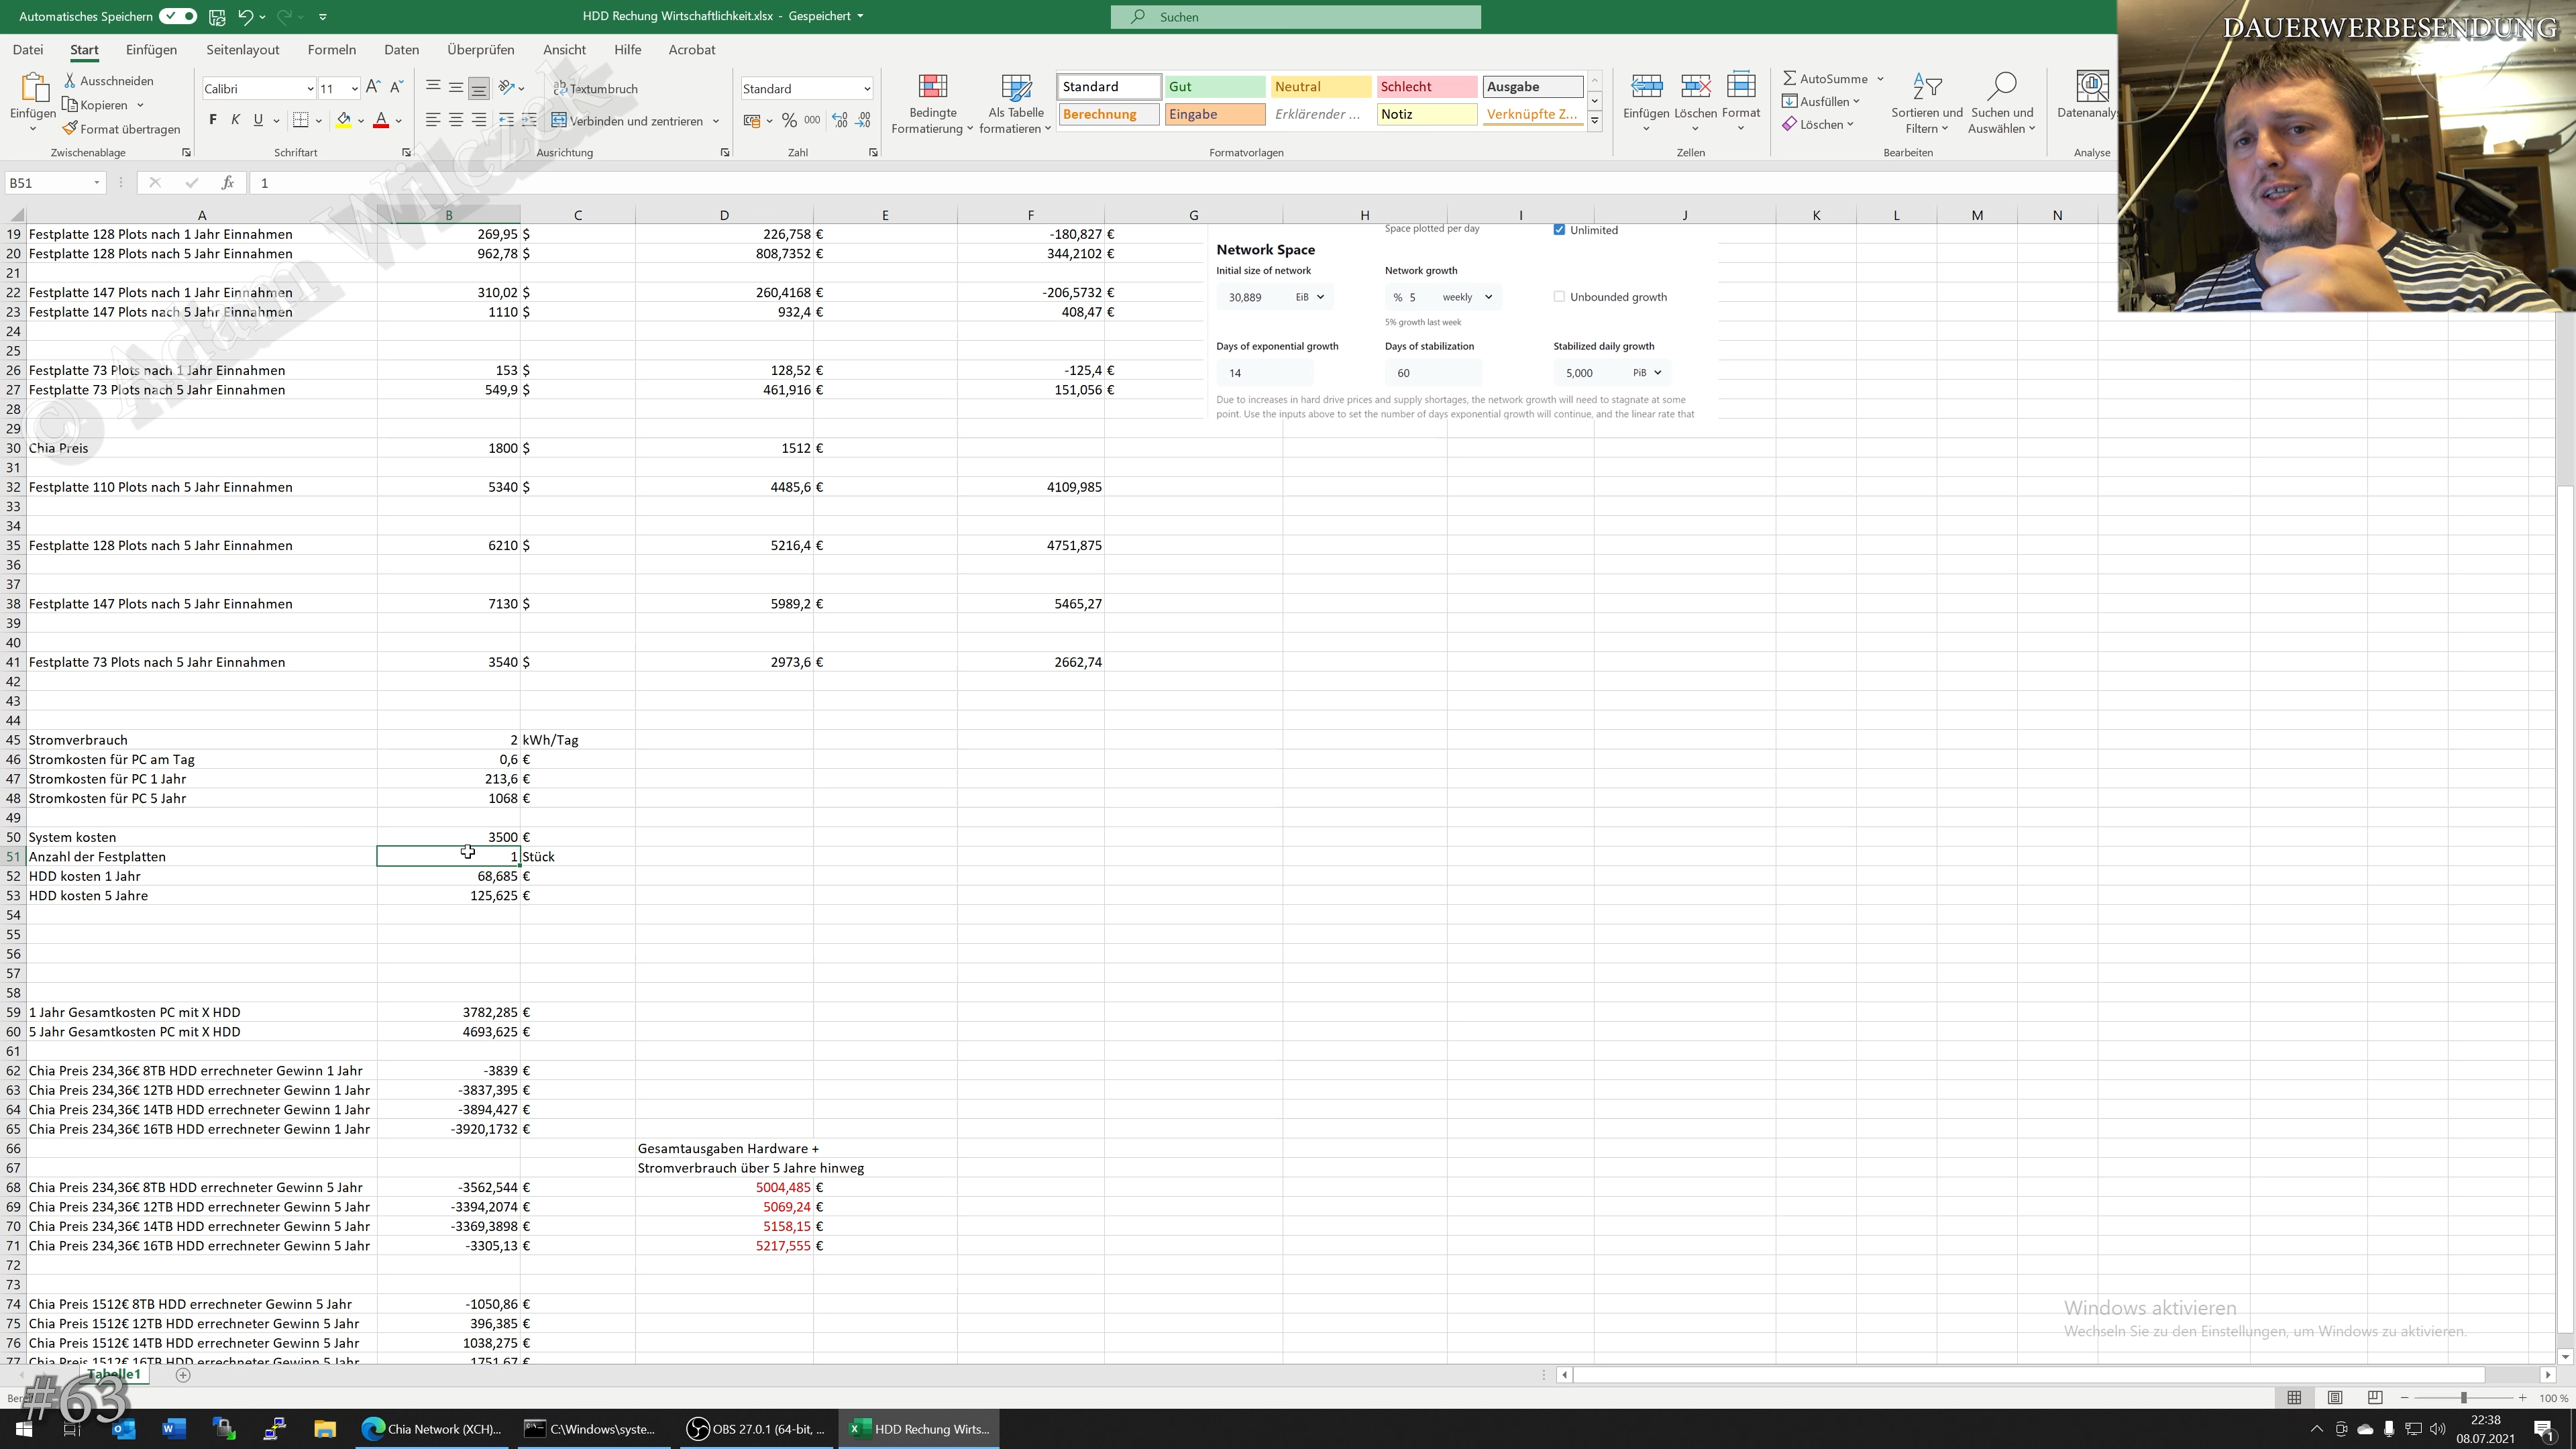 Automatisches Speichern
HDD Rechung Wirtschaftlichkeit.xlsx - Gespeichert
Suchen
DAUERWERBESENDUNG
Datei Start Einfügen Seitenlayout Formeln Daten Überprüfen Ansicht Hilfe Acrobat
Einfügen
Ausschneiden
Kopieren
Format übertragen
Zwischenablage
Calibri 11
F K U
Schriftart
Textumbruch
Verbinden und zentrieren
Ausrichtung
Standard
% 000
Zahl
Bedingte Formatierung
Als Tabelle formatieren
Standard Gut Neutral Schlecht Ausgabe
Berechnung Eingabe Erklärender ... Notiz Verknüpfte Z...
Formatvorlagen
Einfügen Löschen Format
Zellen
AutoSumme
Ausfüllen
Löschen
Sortieren und Filtern
Suchen und Auswählen
Bearbeiten
Datenanaly
Analyse
© Adam Wilczek
B51 fx 1
A B C D E F G H I J K L M N
19 Festplatte 128 Plots nach 1 Jahr Einnahmen 269,95 $ 226,758 € -180,827 €
20 Festplatte 128 Plots nach 5 Jahr Einnahmen 962,78 $ 808,7352 € 344,2102 €
21
22 Festplatte 147 Plots nach 1 Jahr Einnahmen 310,02 $ 260,4168 € -206,5732 €
23 Festplatte 147 Plots nach 5 Jahr Einnahmen 1110 $ 932,4 € 408,47 €
24
25
26 Festplatte 73 Plots nach 1 Jahr Einnahmen 153 $ 128,52 € -125,4 €
27 Festplatte 73 Plots nach 5 Jahr Einnahmen 549,9 $ 461,916 € 151,056 €
28
29
30 Chia Preis 1800 $ 1512 €
31
32 Festplatte 110 Plots nach 5 Jahr Einnahmen 5340 $ 4485,6 € 4109,985
33
34
35 Festplatte 128 Plots nach 5 Jahr Einnahmen 6210 $ 5216,4 € 4751,875
36
37
38 Festplatte 147 Plots nach 5 Jahr Einnahmen 7130 $ 5989,2 € 5465,27
39
40
41 Festplatte 73 Plots nach 5 Jahr Einnahmen 3540 $ 2973,6 € 2662,74
42
43
44
45 Stromverbrauch 2 kWh/Tag
46 Stromkosten für PC am Tag 0,6 €
47 Stromkosten für PC 1 Jahr 213,6 €
48 Stromkosten für PC 5 Jahr 1068 €
49
50 System kosten 3500 €
51 Anzahl der Festplatten 1 Stück
52 HDD kosten 1 Jahr 68,685 €
53 HDD kosten 5 Jahre 125,625 €
54
55
56
57
58
59 1 Jahr Gesamtkosten PC mit X HDD 3782,285 €
60 5 Jahr Gesamtkosten PC mit X HDD 4693,625 €
61
62 Chia Preis 234,36€ 8TB HDD errechneter Gewinn 1 Jahr -3839 €
63 Chia Preis 234,36€ 12TB HDD errechneter Gewinn 1 Jahr -3837,395 €
64 Chia Preis 234,36€ 14TB HDD errechneter Gewinn 1 Jahr -3894,427 €
65 Chia Preis 234,36€ 16TB HDD errechneter Gewinn 1 Jahr -3920,1732 €
66 Gesamtausgaben Hardware +
67 Stromverbrauch über 5 Jahre hinweg
68 Chia Preis 234,36€ 8TB HDD errechneter Gewinn 5 Jahr -3562,544 € 5004,485 €
69 Chia Preis 234,36€ 12TB HDD errechneter Gewinn 5 Jahr -3394,2074 € 5069,24 €
70 Chia Preis 234,36€ 14TB HDD errechneter Gewinn 5 Jahr -3369,3898 € 5158,15 €
71 Chia Preis 234,36€ 16TB HDD errechneter Gewinn 5 Jahr -3305,13 € 5217,555 €
72
73
74 Chia Preis 1512€ 8TB HDD errechneter Gewinn 5 Jahr -1050,86 €
75 Chia Preis 1512€ 12TB HDD errechneter Gewinn 5 Jahr 396,385 €
76 Chia Preis 1512€ 14TB HDD errechneter Gewinn 5 Jahr 1038,275 €
77 Chia Preis 1512€ 16TB HDD errechneter Gewinn 5 Jahr 1751,67 €
Space plotted per day
Unlimited
Network Space
Initial size of network Network growth
30,889 EiB % 5 weekly Unbounded growth
5% growth last week
Days of exponential growth Days of stabilization Stabilized daily growth
14 60 5,000 PiB
Due to increases in hard drive prices and supply shortages, the network growth will need to stagnate at some
point. Use the inputs above to set the number of days exponential growth will continue, and the linear rate that
Windows aktivieren
Wechseln Sie zu den Einstellungen, um Windows zu aktivieren.
Tabelle1
#63
100 %
Chia Network (XCH)...
C:\Windows\syste...
OBS 27.0.1 (64-bit, ...
HDD Rechung Wirts...
22:38
08.07.2021
1